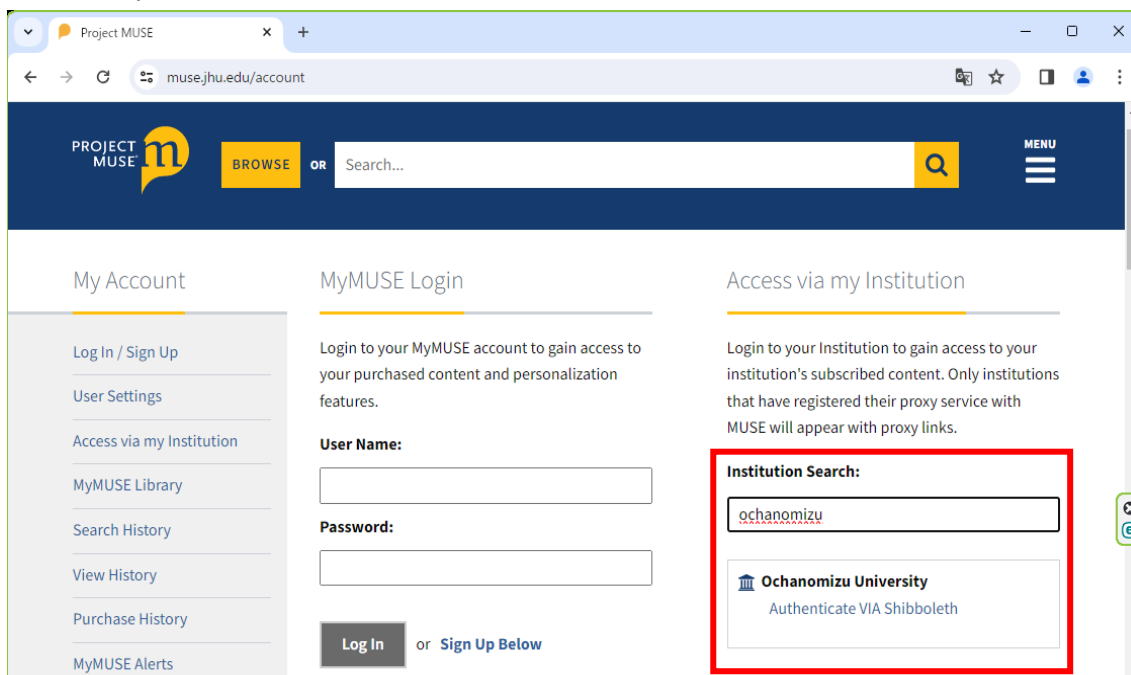 Project MUSE
muse.jhu.edu/account
PROJECT
MUSE
m
BROWSE OR Search...
MENU
My Account
Log In / Sign Up
User Settings
Access via my Institution
MyMUSE Library
Search History
View History
Purchase History
MyMUSE Alerts
MyMUSE Login
Login to your MyMUSE account to gain access to
your purchased content and personalization
features.
User Name:
Password:
Log In or Sign Up Below
Access via my Institution
Login to your Institution to gain access to your
institution's subscribed content. Only institutions
that have registered their proxy service with
MUSE will appear with proxy links.
Institution Search:
ochanomizu
Ochanomizu University
Authenticate VIA Shibboleth